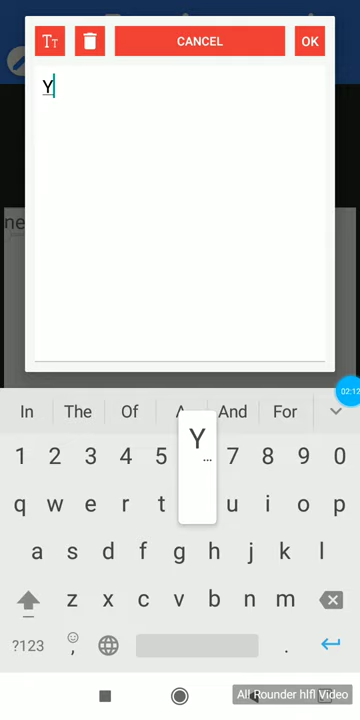 TT
CANCEL
OK
Y
ne
02:12
In The Of A And For
Y
...
1 2 3 4 5 7 8 9 0
q w e r t u i o p
a s d f g h j k l
z x c v b n m
?123 , .
All Rounder hlfl Video